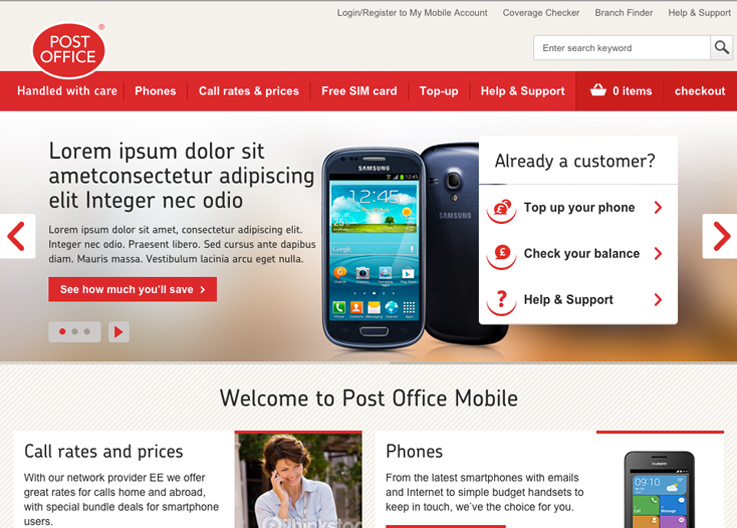 Login/Register to My Mobile Account Coverage Checker Branch Finder Help & Support
POST
OFFICE
®
Enter search keyword
Handled with care Phones Call rates & prices Free SIM card Top-up Help & Support 0 items checkout
Lorem ipsum dolor sit
ametconsectetur adipiscing
elit Integer nec odio
Lorem ipsum dolor sit amet, consectetur adipiscing elit.
Integer nec odio. Praesent libero. Sed cursus ante dapibus
diam. Mauris massa. Vestibulum lacinia arcu eget nulla.
See how much you'll save
SAMSUNG
12:45
Google
SAMSUNG
Already a customer?
Top up your phone
Check your balance
Help & Support
Welcome to Post Office Mobile
Call rates and prices
With our network provider EE we offer
great rates for calls home and abroad,
with special bundle deals for smartphone
users.
Phones
From the latest smartphones with emails
and Internet to simple budget handsets to
keep in touch, we've the choice for you.
HUAWEI
09:10